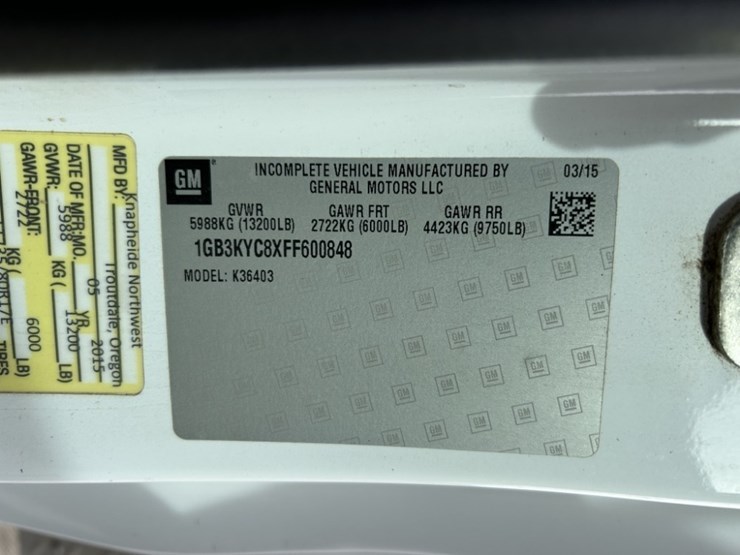 GM
INCOMPLETE VEHICLE MANUFACTURED BY
GENERAL MOTORS LLC
03/15
GVWR GAWR FRT GAWR RR
5988KG (13200LB) 2722KG (6000LB) 4423KG (9750LB)
1GB3KYC8XFF600848
MODEL: K36403
MFD BY: Knapheide Northwest
Troutdale, Oregon
DATE OF MFR: MO. 05 YR. 2015
GVWR: 5988 KG ( 13200 LB)
GAWR-FRONT:
2722 KG ( 6000 LB)
TIRES